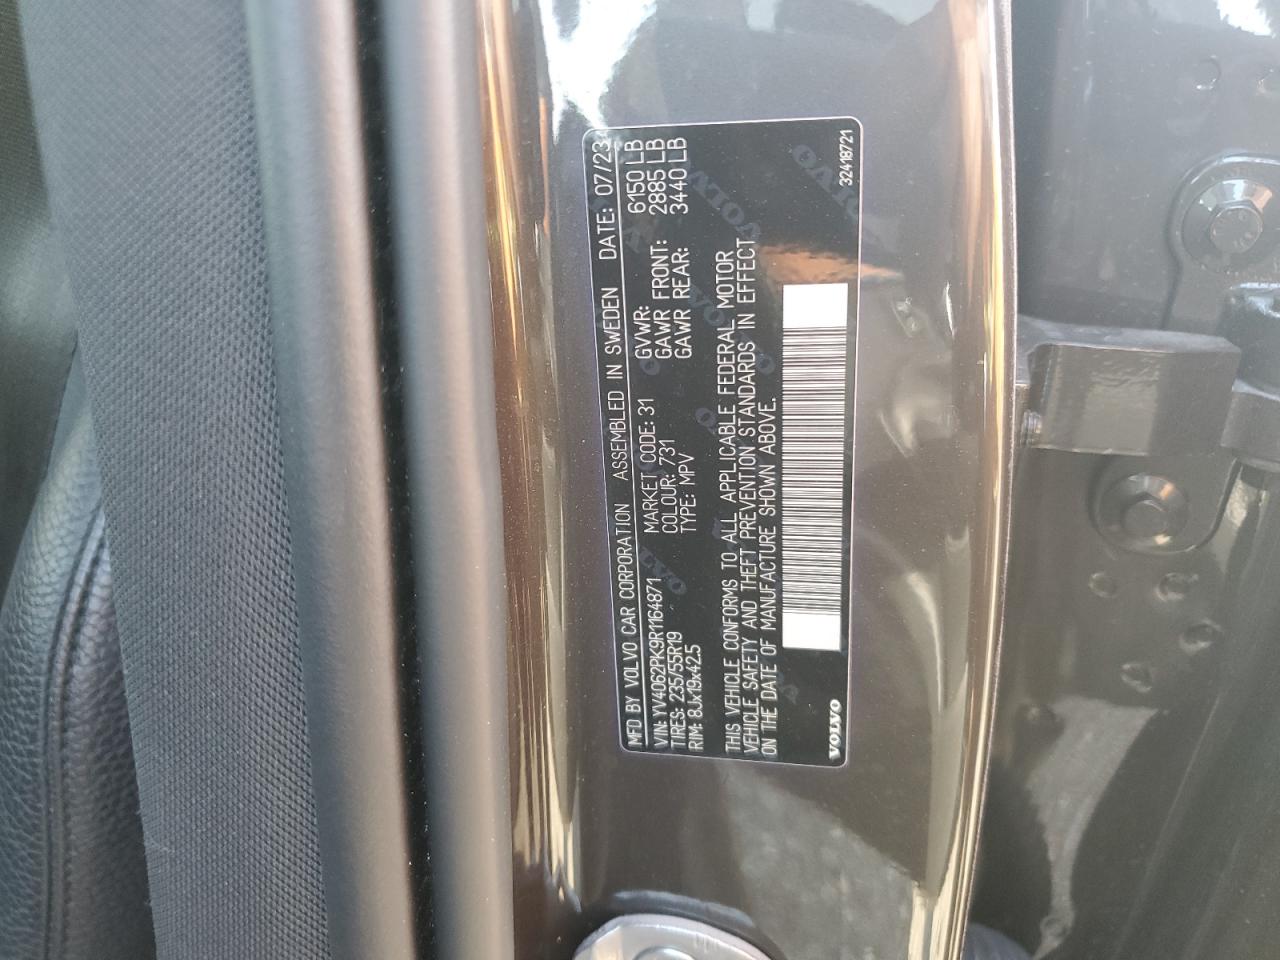 MFD BY VOLVO CAR CORPORATION ASSEMBLED IN SWEDEN DATE: 07/23
VIN: YV4062PK9R1164871 MARKET CODE: 31 GVWR: 6150 LB
TIRES: 235/55R19 COLOUR: 731 GAWR FRONT: 2885 LB
RIM: 8Jx19x42.5 TYPE: MPV GAWR REAR: 3440 LB
THIS VEHICLE CONFORMS TO ALL APPLICABLE FEDERAL MOTOR
VEHICLE SAFETY AND THEFT PREVENTION STANDARDS IN EFFECT
ON THE DATE OF MANUFACTURE SHOWN ABOVE.
VOLVO 32418721